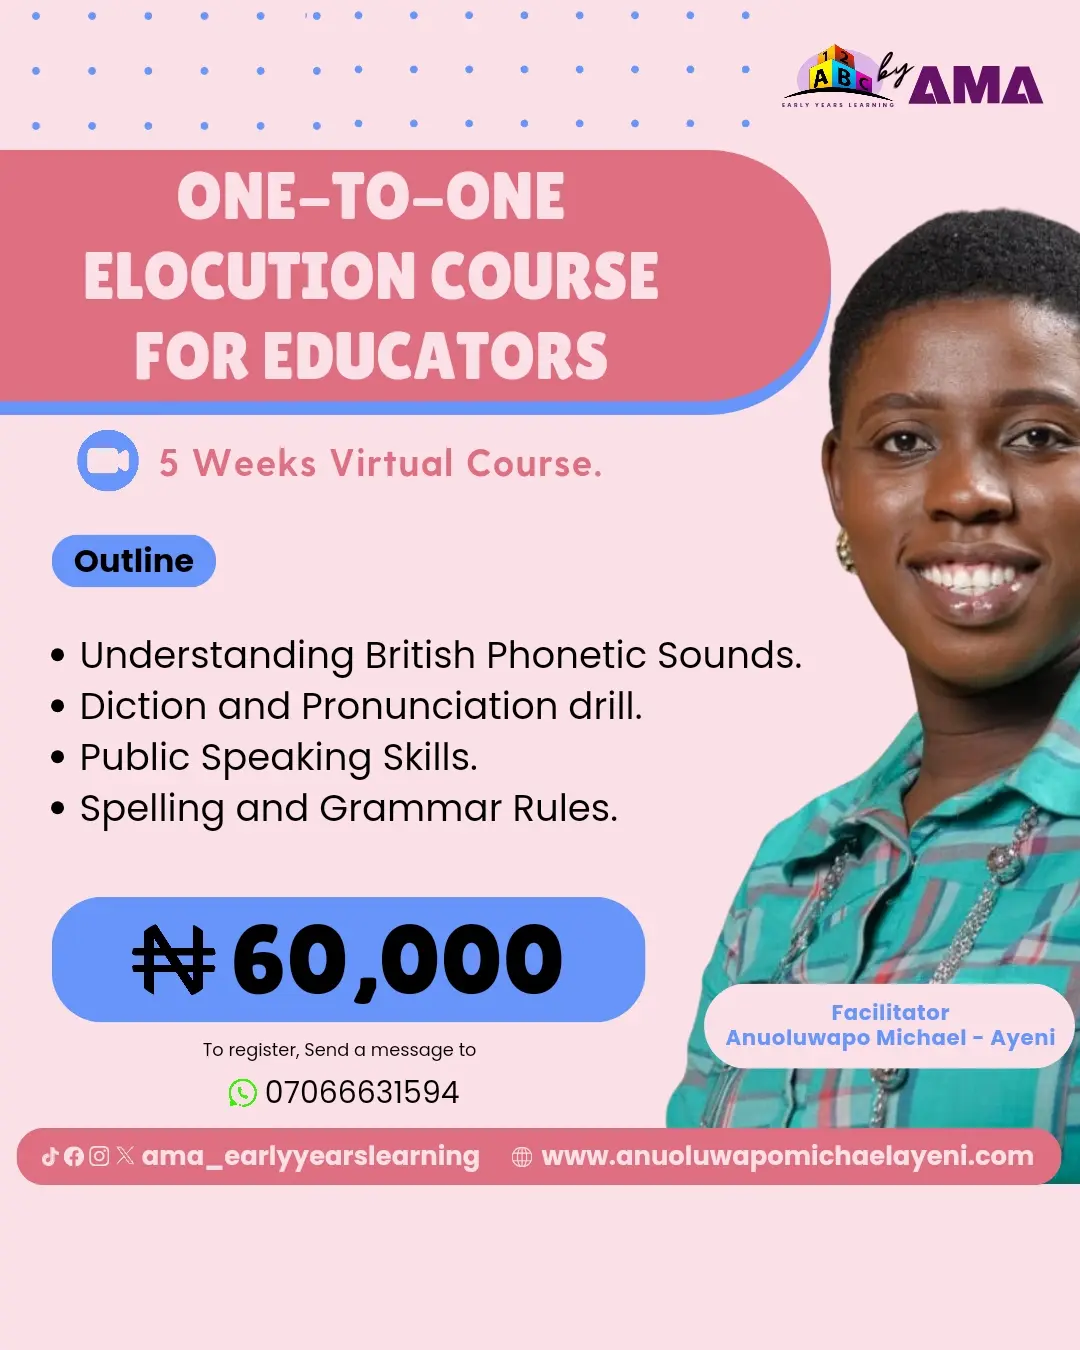 1 2
A B C
EARLY YEARS LEARNING
by AMA
ONE-TO-ONE
ELOCUTION COURSE
FOR EDUCATORS
5 Weeks Virtual Course.
Outline
• Understanding British Phonetic Sounds.
• Diction and Pronunciation drill.
• Public Speaking Skills.
• Spelling and Grammar Rules.
₦ 60,000
Facilitator
Anuoluwapo Michael - Ayeni
To register, Send a message to
07066631594
ama_earlyyearslearning www.anuoluwapomichaelayeni.com